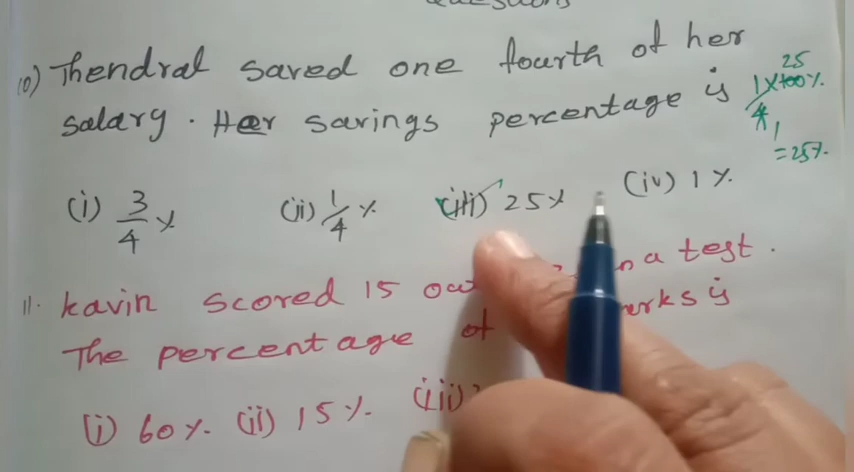 Questions
10) Thendral saved one fourth of her
salary. Her savings percentage is
25
1 × 100%
4 1
= 25%.
(i) 3/4 % (ii) 1/4 % (iii) 25% (iv) 1%.
11. Kavin scored 15 a test.
The percentage of is
(i) 60%. (ii) 15%. (iii)